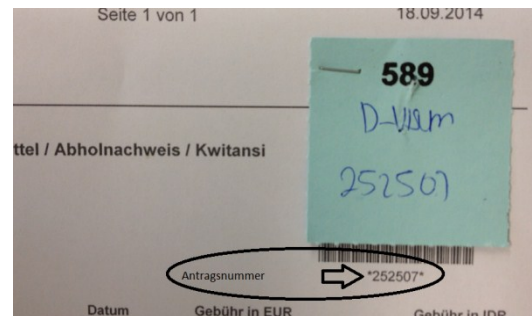 Seite 1 von 1
18.09.2014
589
D-Visum
252507
ttel / Abholnachweis / Kwitansi
Antragsnummer
*252507*
Datum
Gebühr in EUR
Gebühr in IDR